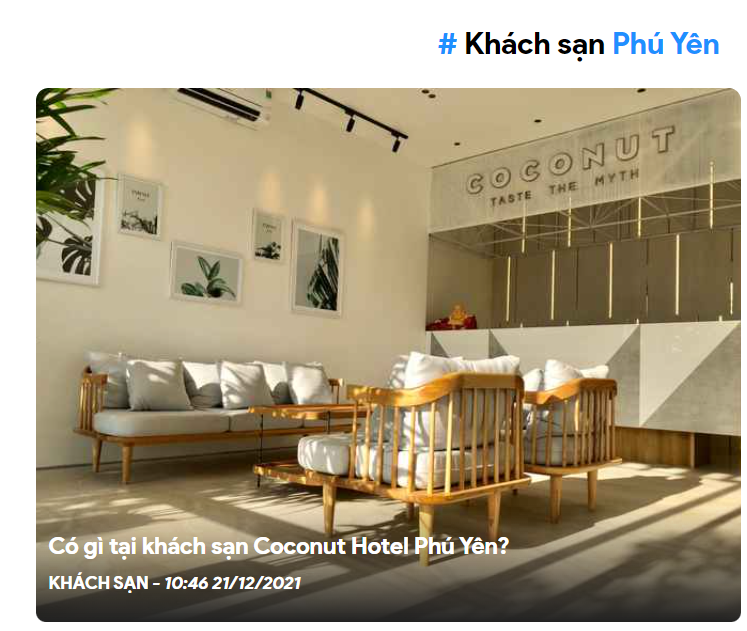 # Khách sạn Phú Yên
COCONUT
TASTE THE MYTH
Có gì tại khách sạn Coconut Hotel Phú Yên?
KHÁCH SẠN - 10:46 21/12/2021